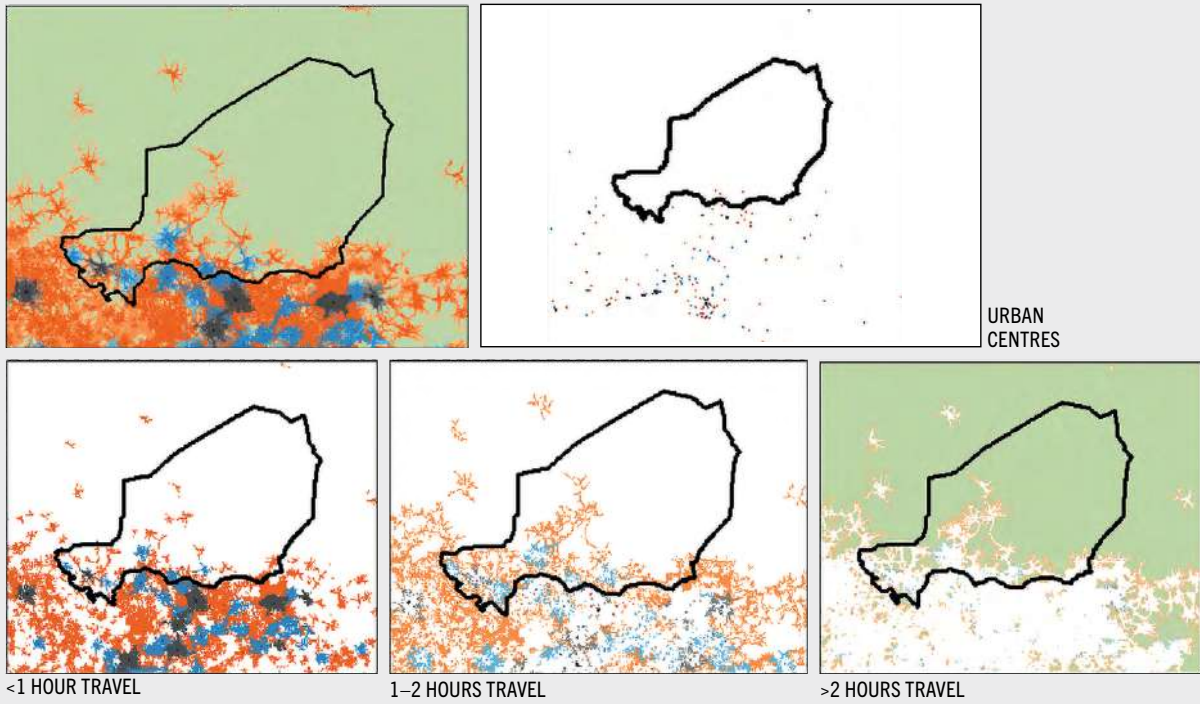 URBAN
CENTRES
<1 HOUR TRAVEL
1–2 HOURS TRAVEL
>2 HOURS TRAVEL